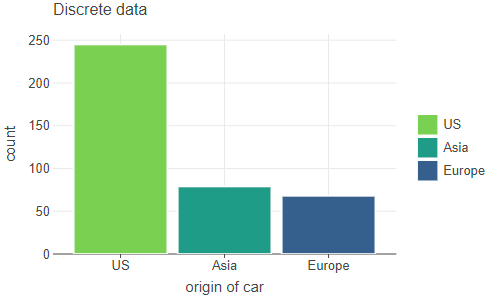 Discrete data
250
200
150
100
50
0
count
US Asia Europe
origin of car
US
Asia
Europe